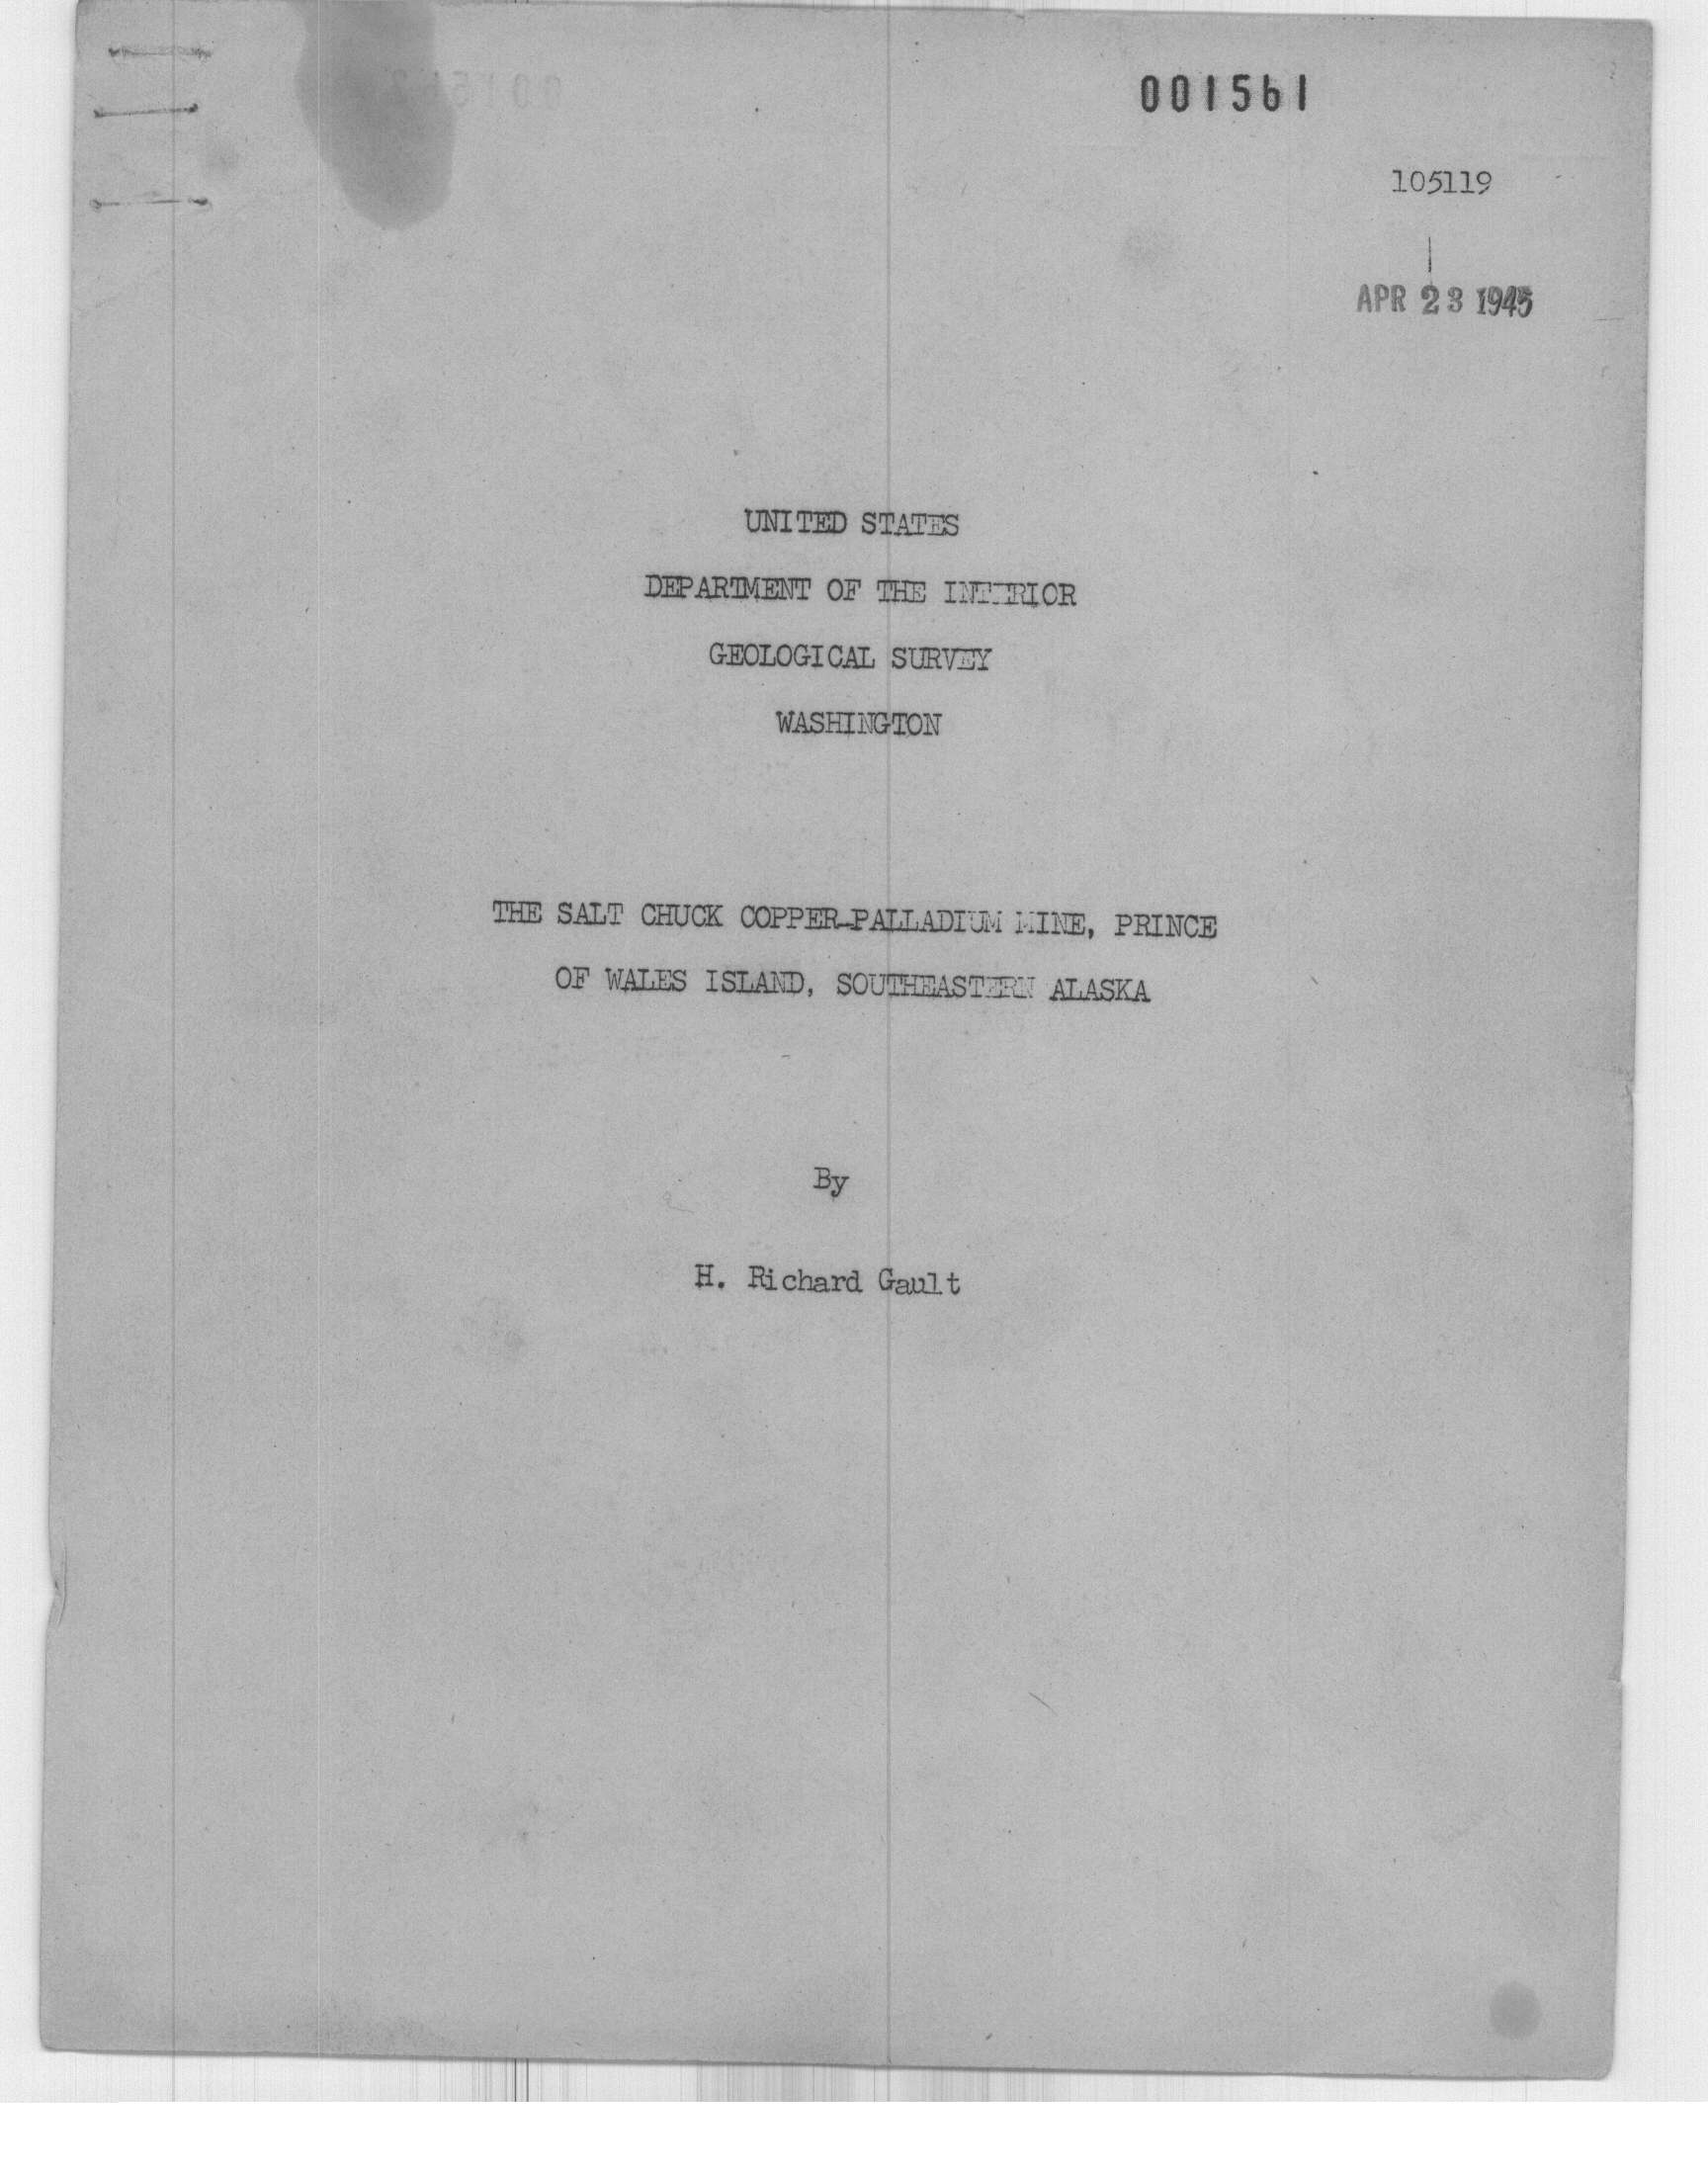 001561
105119
APR 23 1945
UNITED STATES
DEPARTMENT OF THE INTERIOR
GEOLOGICAL SURVEY
WASHINGTON
THE SALT CHUCK COPPER-PALLADIUM MINE, PRINCE
OF WALES ISLAND, SOUTHEASTERN ALASKA
By
H. Richard Gault